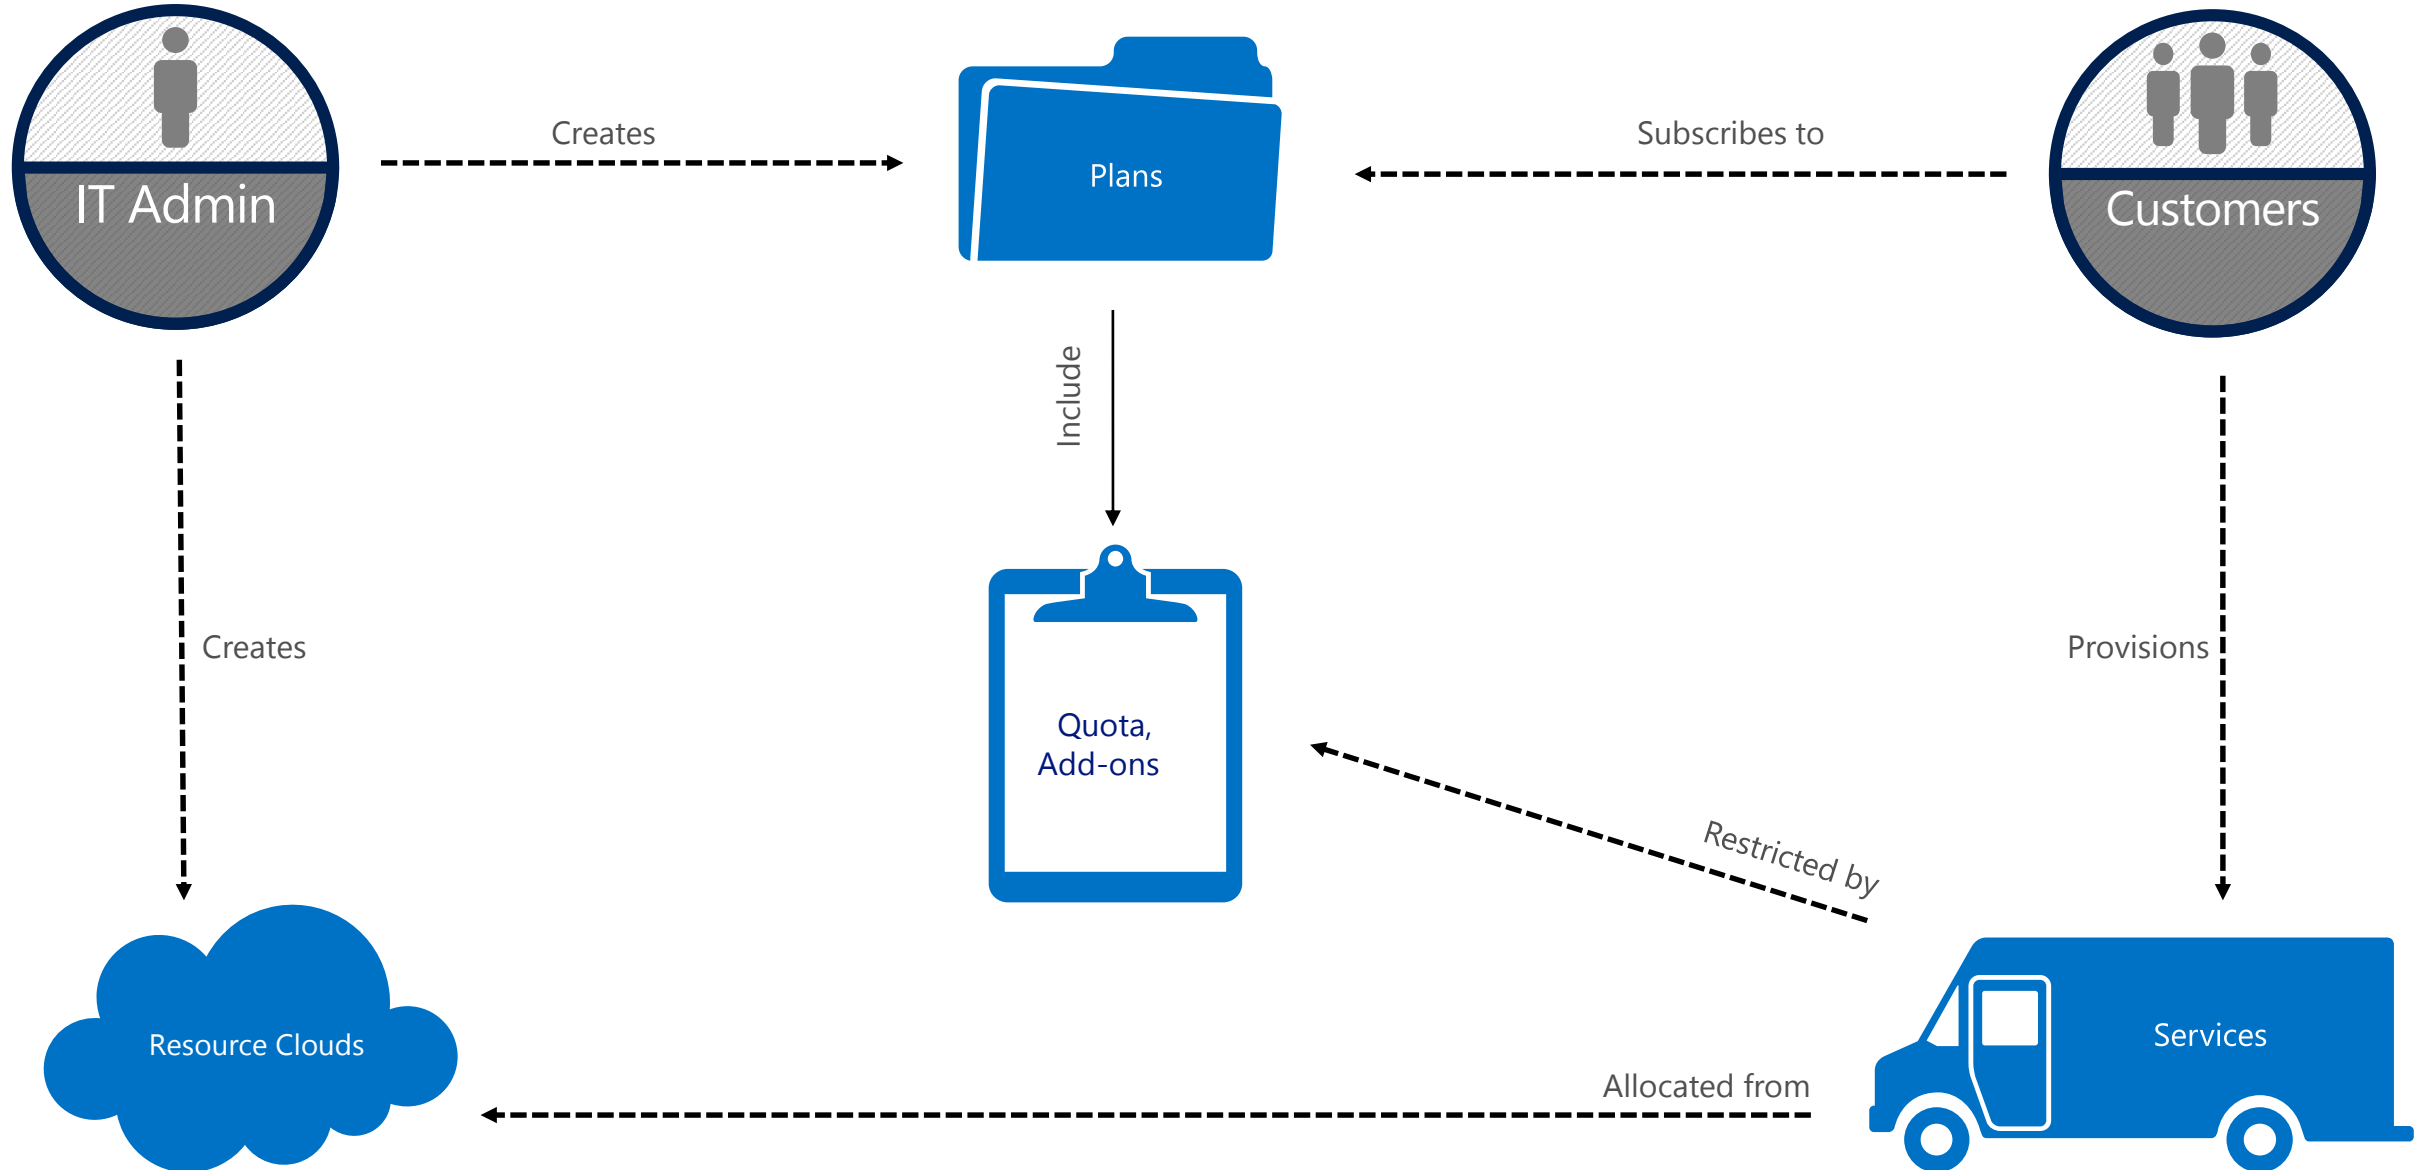 IT Admin
Creates
Plans
Subscribes to
Customers
Include
Creates
Quota,
Add-ons
Provisions
Restricted by
Resource Clouds
Services
Allocated from